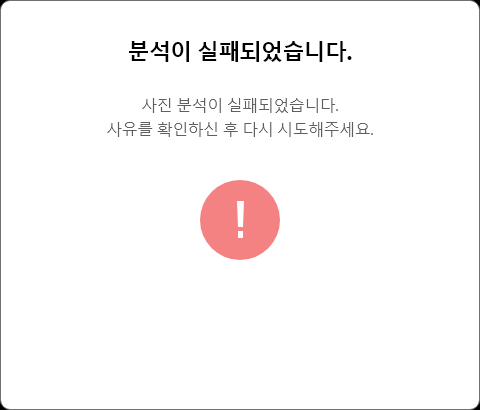 분석이 실패되었습니다.
사진 분석이 실패되었습니다.
사유를 확인하신 후 다시 시도해주세요.
!